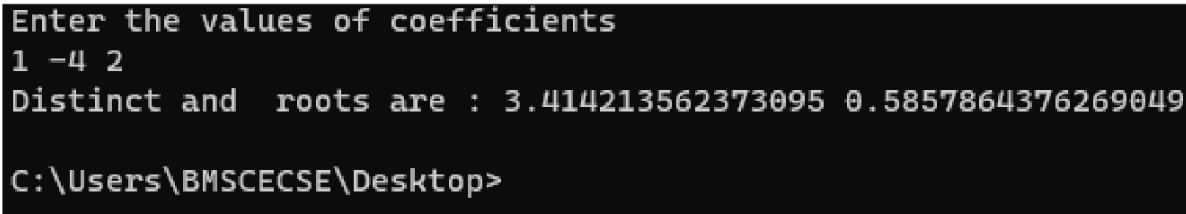 Enter the values of coefficients
1 -4 2
Distinct and  roots are : 3.414213562373095 0.5857864376269049
C:\Users\BMSCECSE\Desktop>